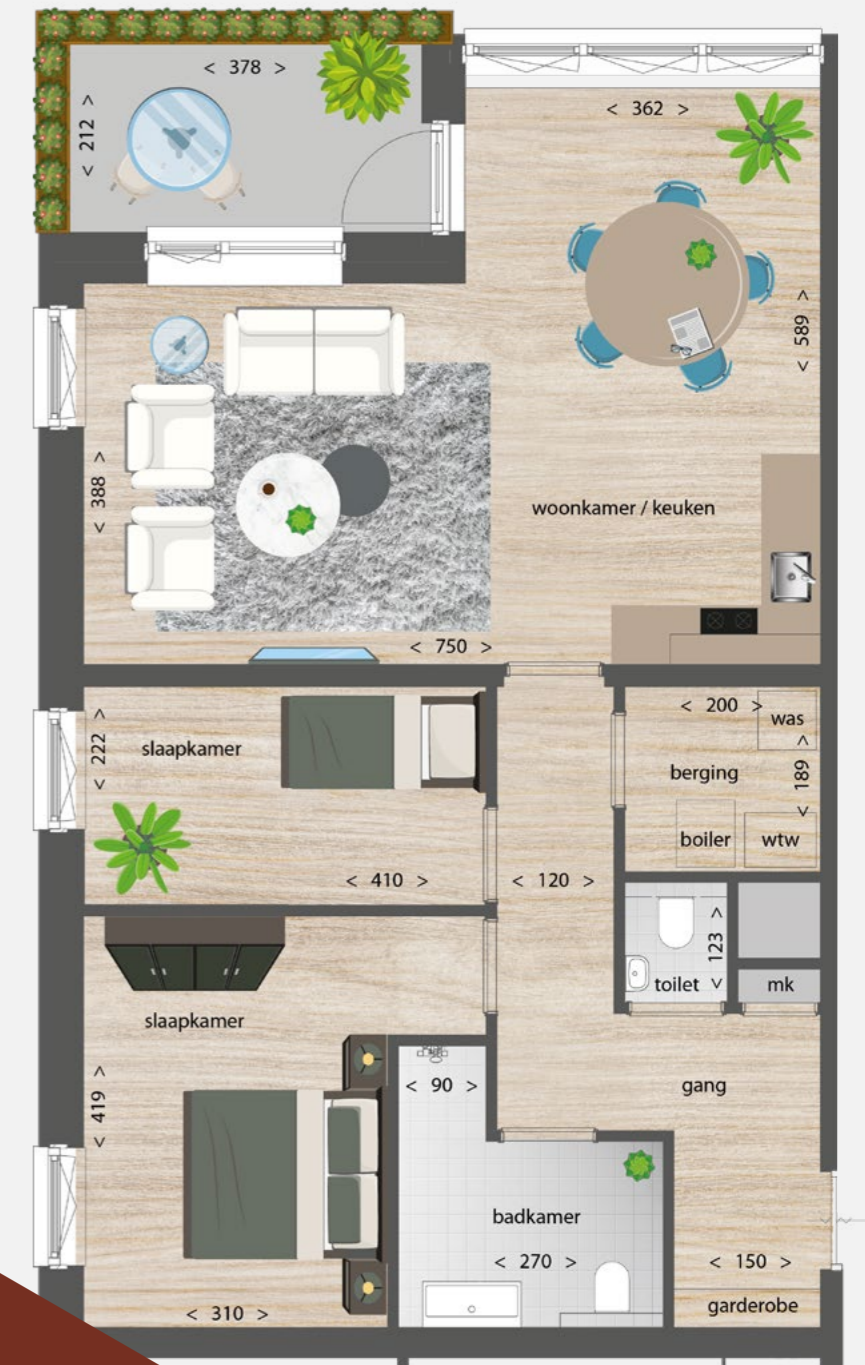 < 378 >
< 212 >
< 362 >
< 589 >
< 388 >
woonkamer / keuken
< 750 >
< 222 >
slaapkamer
< 200 >
was
berging
< 189 >
boiler
wtw
< 410 >
< 120 >
< 123 >
toilet
mk
slaapkamer
< 419 >
< 90 >
gang
badkamer
< 270 >
< 150 >
< 310 >
garderobe